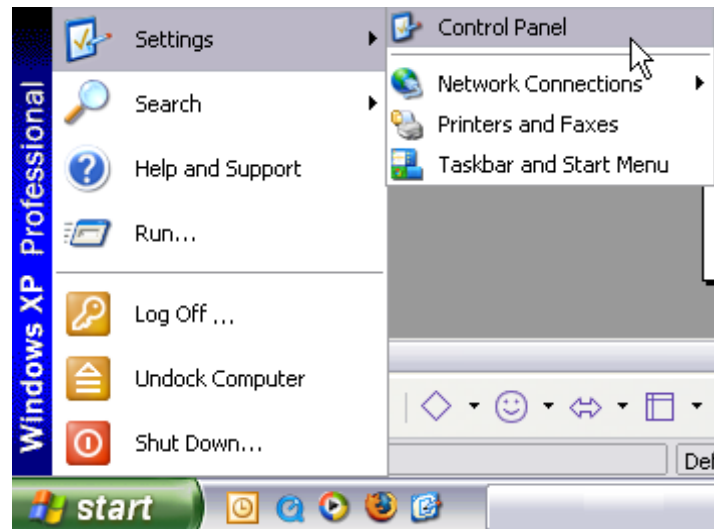 Windows XP Professional
Settings
Search
Help and Support
Run...
Log Off ...
Undock Computer
Shut Down...
Control Panel
Network Connections
Printers and Faxes
Taskbar and Start Menu
start